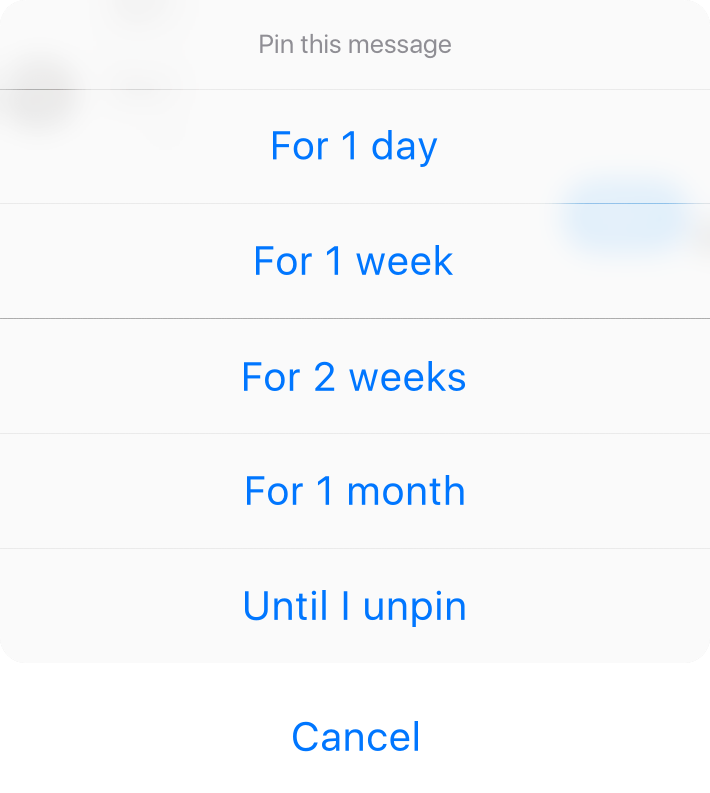 Pin this message
For 1 day
For 1 week
For 2 weeks
For 1 month
Until I unpin
Cancel